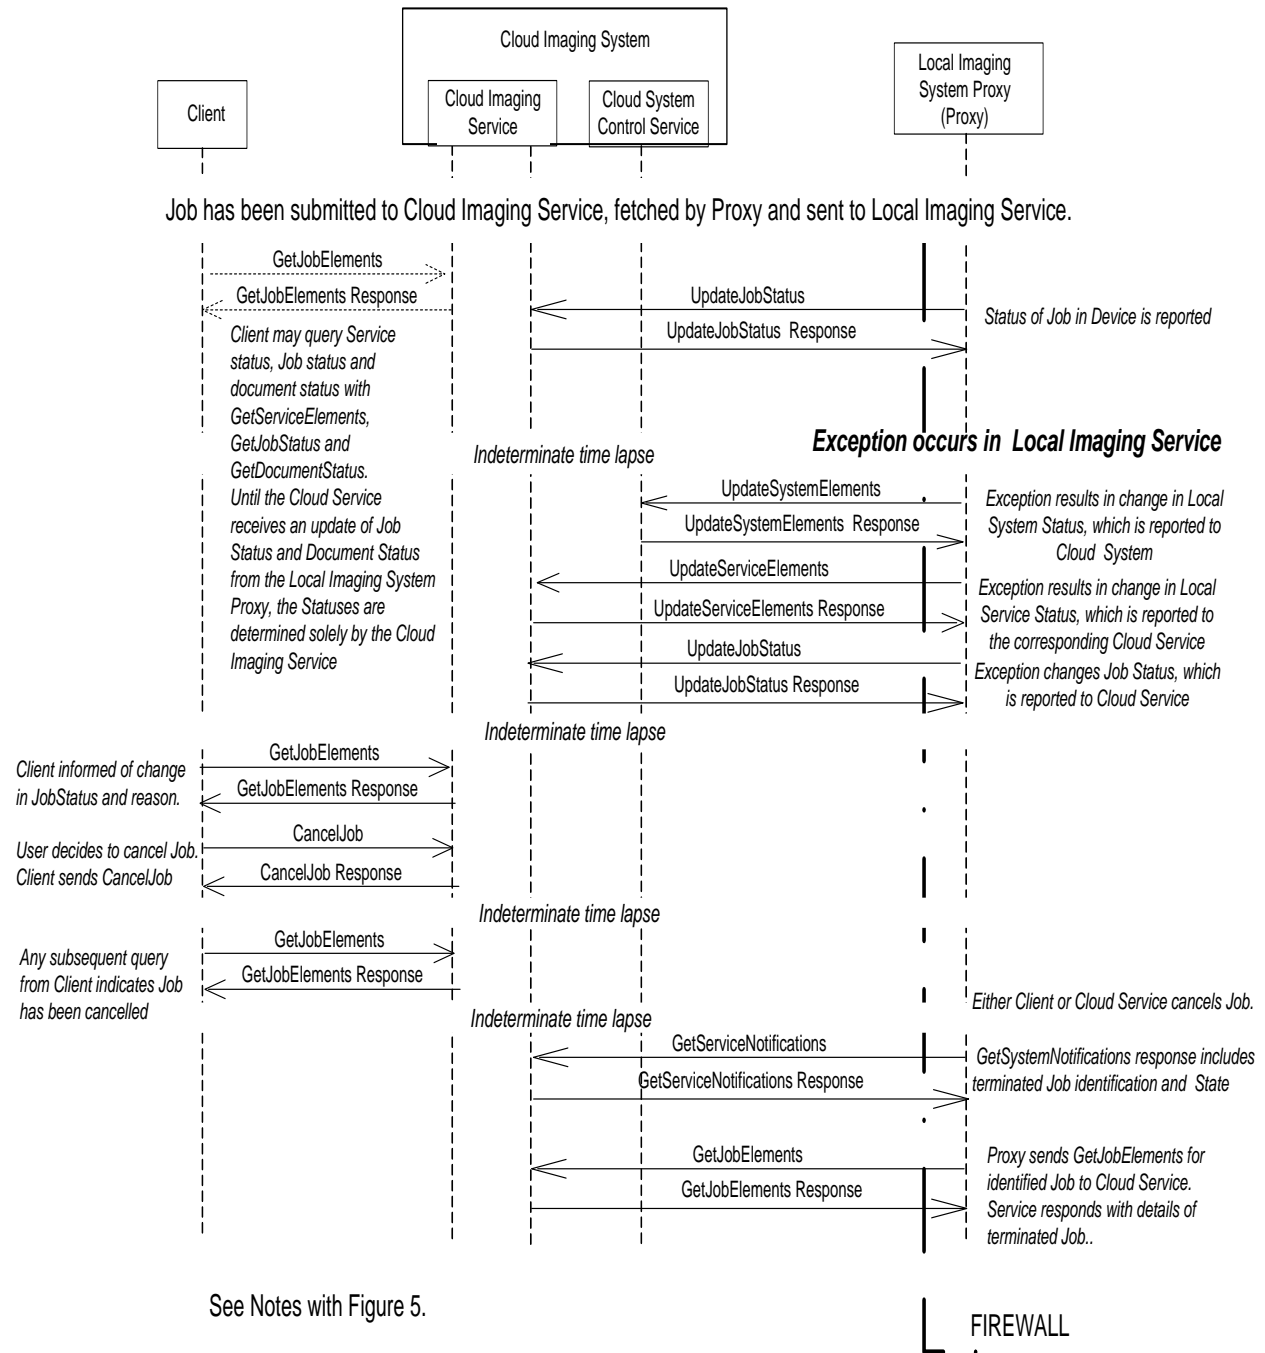 Cloud Imaging System
Client
Cloud Imaging
Service
Cloud System
Control Service
Local Imaging
System Proxy
(Proxy)
Job has been submitted to Cloud Imaging Service, fetched by Proxy and sent to Local Imaging Service.
GetJobElements
GetJobElements Response
Client may query Service
status, Job status and
document status with
GetServiceElements,
GetJobStatus and
GetDocumentStatus.
Until the Cloud Service
receives an update of Job
Status and Document Status
from the Local Imaging System
Proxy, the Statuses are
determined solely by the Cloud
Imaging Service
UpdateJobStatus
UpdateJobStatus  Response
Status of Job in Device is reported
Exception occurs in  Local Imaging Service
Indeterminate time lapse
UpdateSystemElements
UpdateSystemElements  Response
Exception results in change in Local
System Status, which is reported to
Cloud  System
UpdateServiceElements
UpdateServiceElements Response
Exception results in change in Local
Service Status, which is reported to
the corresponding Cloud Service
UpdateJobStatus
UpdateJobStatus Response
Exception changes Job Status, which
is reported to Cloud Service
Indeterminate time lapse
GetJobElements
GetJobElements Response
Client informed of change
in JobStatus and reason.
CancelJob
CancelJob Response
User decides to cancel Job.
Client sends CancelJob
Indeterminate time lapse
GetJobElements
GetJobElements Response
Any subsequent query
from Client indicates Job
has been cancelled
Either Client or Cloud Service cancels Job.
Indeterminate time lapse
GetServiceNotifications
GetServiceNotifications Response
GetSystemNotifications response includes
terminated Job identification and  State
GetJobElements
GetJobElements Response
Proxy sends GetJobElements for
identified Job to Cloud Service.
Service responds with details of
terminated Job..
See Notes with Figure 5.
FIREWALL